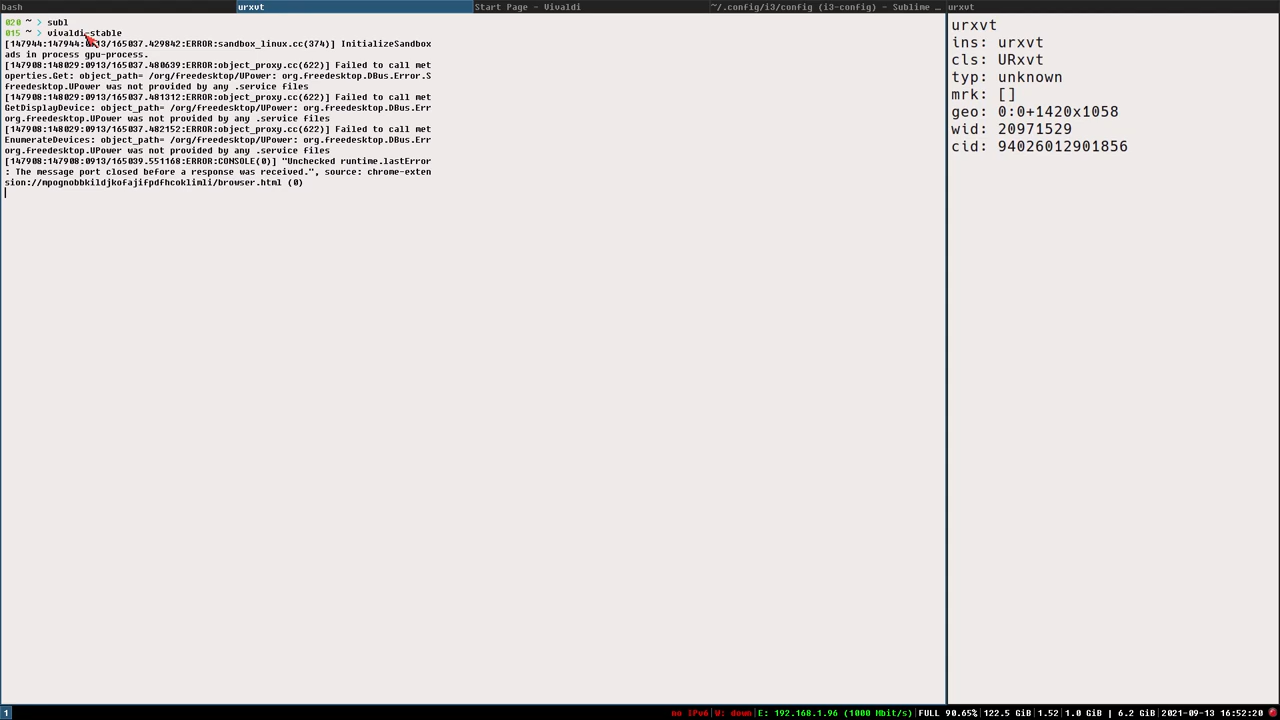 bash urxvt Start Page - Vivaldi ~/.config/i3/config (i3-config) - Sublime … urxvt
020 ~ > subl
015 ~ > vivaldi-stable
[147944:147944:0913/165037.429842:ERROR:sandbox_linux.cc(374)] InitializeSandbox
ads in process gpu-process.
[147908:148029:0913/165037.480639:ERROR:object_proxy.cc(622)] Failed to call met
operties.Get: object_path= /org/freedesktop/UPower: org.freedesktop.DBus.Error.S
freedesktop.UPower was not provided by any .service files
[147908:148029:0913/165037.481312:ERROR:object_proxy.cc(622)] Failed to call met
GetDisplayDevice: object_path= /org/freedesktop/UPower: org.freedesktop.DBus.Err
org.freedesktop.UPower was not provided by any .service files
[147908:148029:0913/165037.482152:ERROR:object_proxy.cc(622)] Failed to call met
EnumerateDevices: object_path= /org/freedesktop/UPower: org.freedesktop.DBus.Err
org.freedesktop.UPower was not provided by any .service files
[147908:147908:0913/165039.551168:ERROR:CONSOLE(0)] "Unchecked runtime.lastError
: The message port closed before a response was received.", source: chrome-exten
sion://mpognobbkildjkofajifpdfhcoklimli/browser.html (0)
urxvt
ins: urxvt
cls: URxvt
typ: unknown
mrk: []
geo: 0:0+1420x1058
wid: 20971529
cid: 94026012901856
1 no IPv6|W: down|E: 192.168.1.96 (1000 Mbit/s)|FULL 90.65%|122.5 GiB|1.52|1.0 GiB | 6.2 GiB|2021-09-13 16:52:20